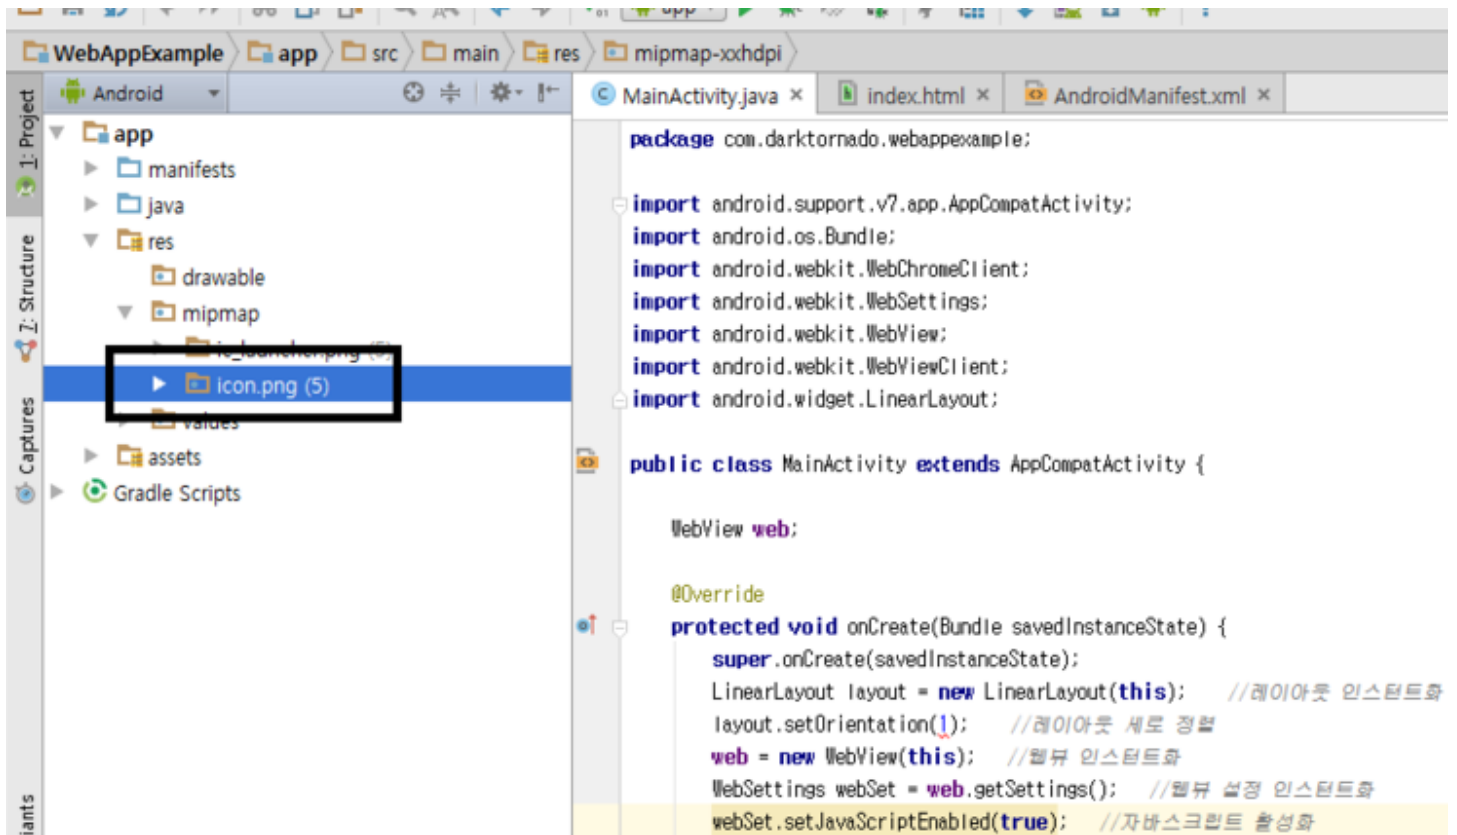 app
WebAppExample app src main res mipmap-xxhdpi
Android
MainActivity.java
index.html
AndroidManifest.xml
1: Project
7: Structure
Captures
iants
app
manifests
java
res
drawable
mipmap
ic_launcher.png (5)
icon.png (5)
values
assets
Gradle Scripts
package com.darktornado.webappexample;
import android.support.v7.app.AppCompatActivity;
import android.os.Bundle;
import android.webkit.WebChromeClient;
import android.webkit.WebSettings;
import android.webkit.WebView;
import android.webkit.WebViewClient;
import android.widget.LinearLayout;
public class MainActivity extends AppCompatActivity {
WebView web;
@Override
protected void onCreate(Bundle savedInstanceState) {
super.onCreate(savedInstanceState);
LinearLayout layout = new LinearLayout(this); //레이아웃 인스턴트화
layout.setOrientation(1); //레이아웃 세로 정렬
web = new WebView(this); //웹뷰 인스턴트화
WebSettings webSet = web.getSettings(); //웹뷰 설정 인스턴트화
webSet.setJavaScriptEnabled(true); //자바스크립트 활성화